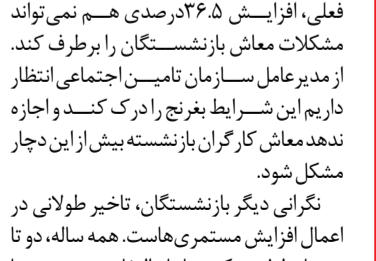 فعلی، افزایش ۳۶.۵درصدی هم نمی‌تواند
مشکلات معاش بازنشستگان را برطرف کند.
از مدیرعامل سازمان تامین اجتماعی انتظار
داریم این شرایط بغرنج را درک کند و اجازه
ندهد معاش کارگران بازنشسته بیش از این دچار
مشکل شود.
نگرانی دیگر بازنشستگان، تاخیر طولانی در
اعمال افزایش مستمری‌هاست. همه ساله، دو تا